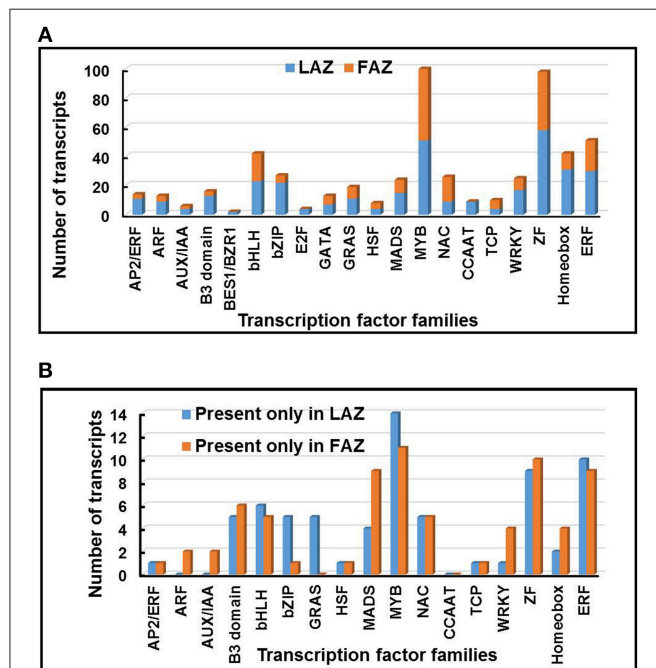 A
LAZ FAZ
Number of transcripts
100
80
60
40
20
0
AP2/ERF
ARF
AUX/IAA
B3 domain
BES1/BZR1
bHLH
bZIP
E2F
GATA
GRAS
HSF
MADS
MYB
NAC
CCAAT
TCP
WRKY
ZF
Homeobox
ERF
Transcription factor families
B
Present only in LAZ
Present only in FAZ
Number of transcripts
14
12
10
8
6
4
2
0
AP2/ERF
ARF
AUX/IAA
B3 domain
bHLH
bZIP
GRAS
HSF
MADS
MYB
NAC
CCAAT
TCP
WRKY
ZF
Homeobox
ERF
Transcription factor families